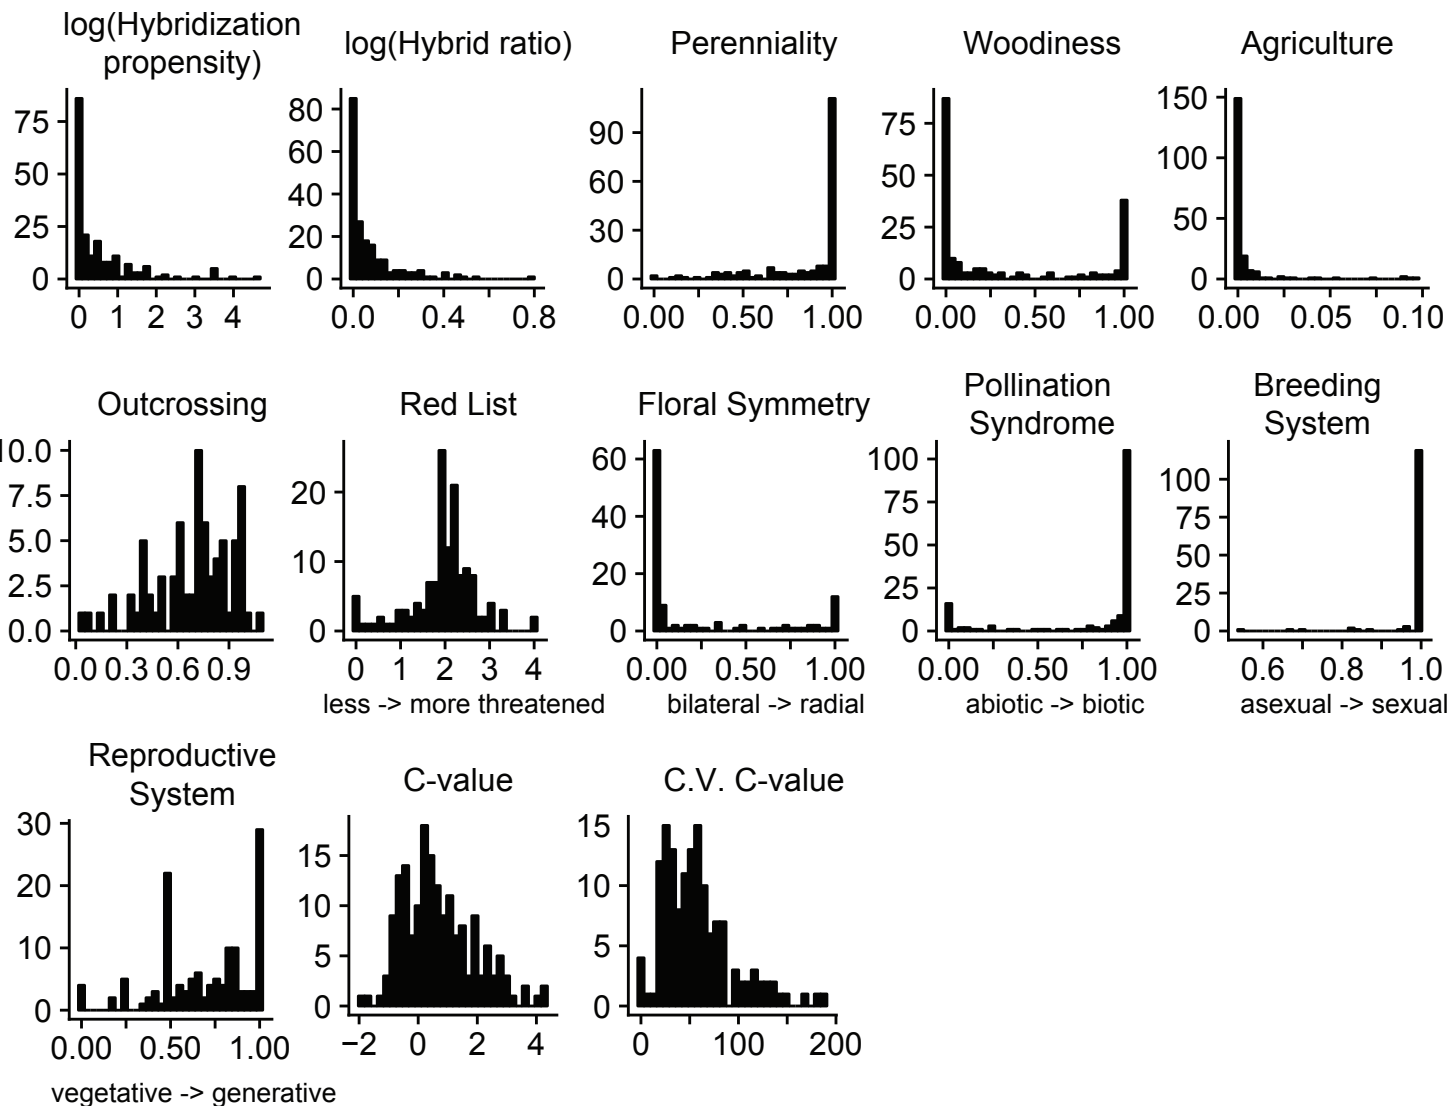 log(Hybridization
propensity)
log(Hybrid ratio)
Perenniality
Woodiness
Agriculture
75
50
25
0
0 1 2 3 4
80
60
40
20
0
0.0 0.4 0.8
90
60
30
0
0.00 0.50 1.00
75
50
25
0
0.00 0.50 1.00
150
100
50
0
0.00 0.05 0.10
Outcrossing
Red List
Floral Symmetry
Pollination
Syndrome
Breeding
System
10.0
7.5
5.0
2.5
0.0
0.0 0.3 0.6 0.9
20
10
0
0 1 2 3 4
less -> more threatened
60
40
20
0
0.00 0.50 1.00
bilateral -> radial
100
75
50
25
0
0.00 0.50 1.00
abiotic -> biotic
100
75
50
25
0
0.6 0.8 1.0
asexual -> sexual
Reproductive
System
C-value
C.V. C-value
30
20
10
0
0.00 0.50 1.00
vegetative -> generative
15
10
5
0
−2 0 2 4
15
10
5
0
0 100 200